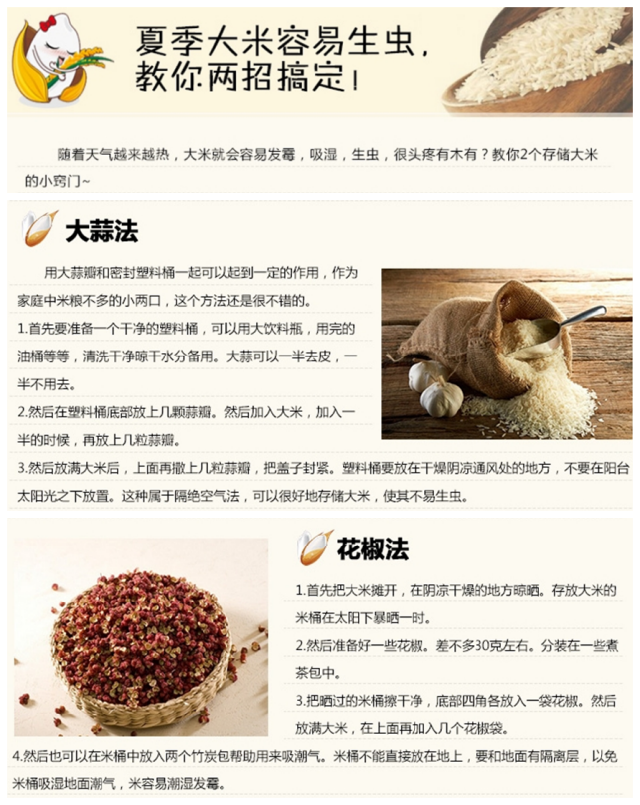 夏季大米容易生虫，
教你两招搞定！
随着天气越来越热，大米就会容易发霉，吸湿，生虫，很头疼有木有？教你2个存储大米
的小窍门~
大蒜法
用大蒜瓣和密封塑料桶一起可以起到一定的作用，作为
家庭中米粮不多的小两口，这个方法还是很不错的。
1.首先要准备一个干净的塑料桶，可以用大饮料瓶，用完的
油桶等等，清洗干净晾干水分备用。大蒜可以一半去皮，一
半不用去。
2.然后在塑料桶底部放上几颗蒜瓣。然后加入大米，加入一
半的时候，再放上几粒蒜瓣。
3.然后放满大米后，上面再撒上几粒蒜瓣，把盖子封紧。塑料桶要放在干燥阴凉通风处的地方，不要在阳台
太阳光之下放置。这种属于隔绝空气法，可以很好地存储大米，使其不易生虫。
花椒法
1.首先把大米摊开，在阴凉干燥的地方晾晒。存放大米的
米桶在太阳下暴晒一时。
2.然后准备好一些花椒。差不多30克左右。分装在一些煮
茶包中。
3.把晒过的米桶擦干净，底部四角各放入一袋花椒。然后
放满大米，在上面再加入几个花椒袋。
4.然后也可以在米桶中放入两个竹炭包帮助用来吸潮气。米桶不能直接放在地上，要和地面有隔离层，以免
米桶吸湿地面潮气，米容易潮湿发霉。